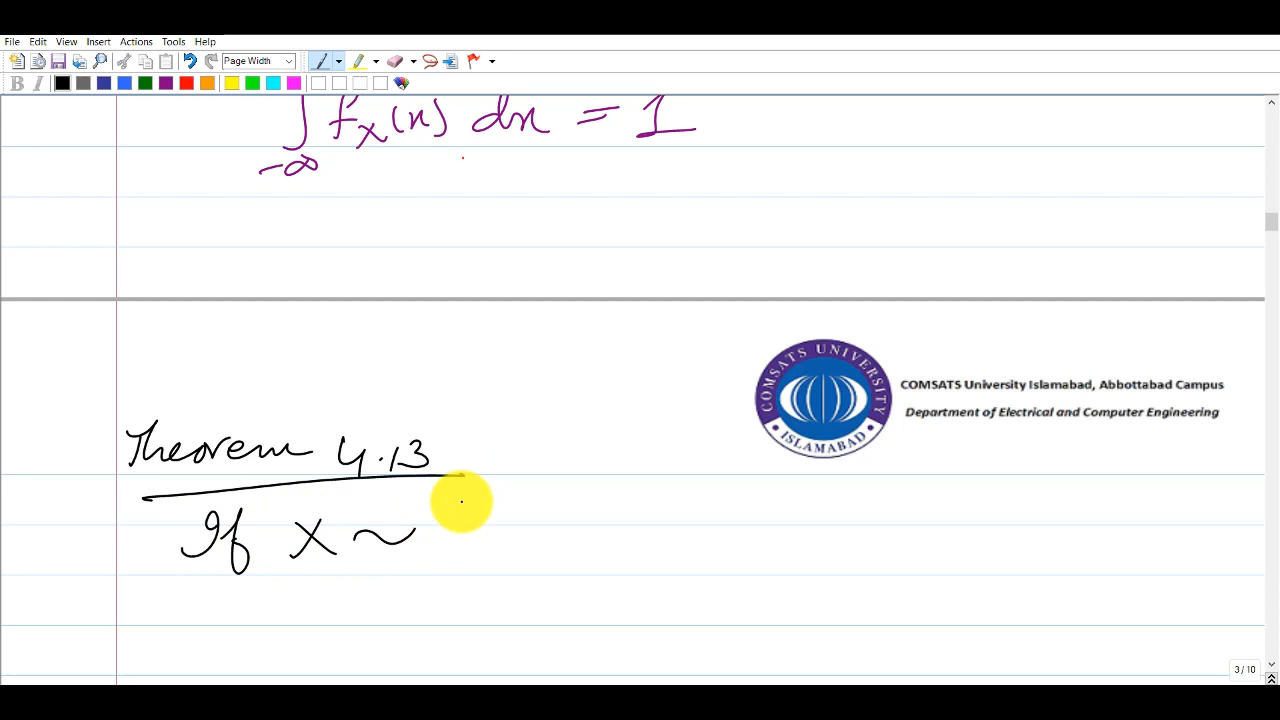 File Edit View Insert Actions Tools Help
Page Width
B I
∫ fX(x) dx = 1
-∞
COMSATS UNIVERSITY
ISLAMABAD
COMSATS University Islamabad, Abbottabad Campus
Department of Electrical and Computer Engineering
Theorem 4.13
If X ~
3 / 10